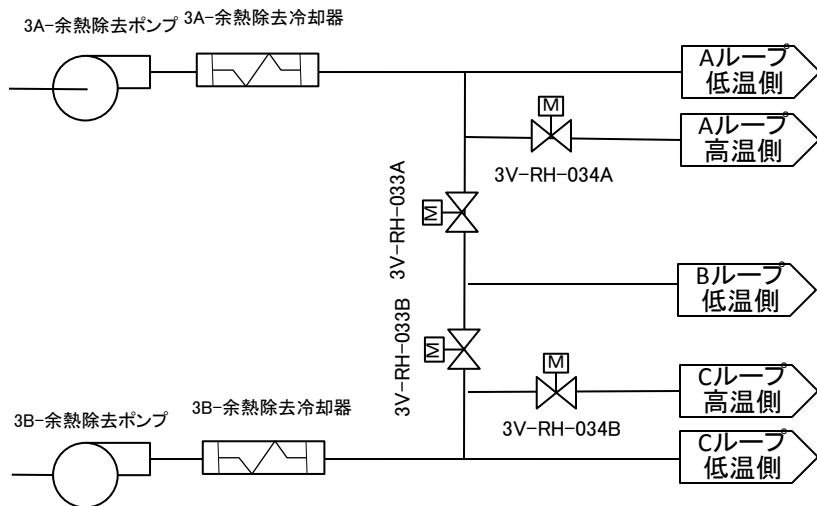 3A-余熱除去ポンプ 3A-余熱除去冷却器
Aループ
低温側
M
Aループ
高温側
3V-RH-034A
3V-RH-033A
M
Bループ
低温側
3V-RH-033B
M
M
Cループ
高温側
3B-余熱除去ポンプ 3B-余熱除去冷却器
3V-RH-034B
Cループ
低温側